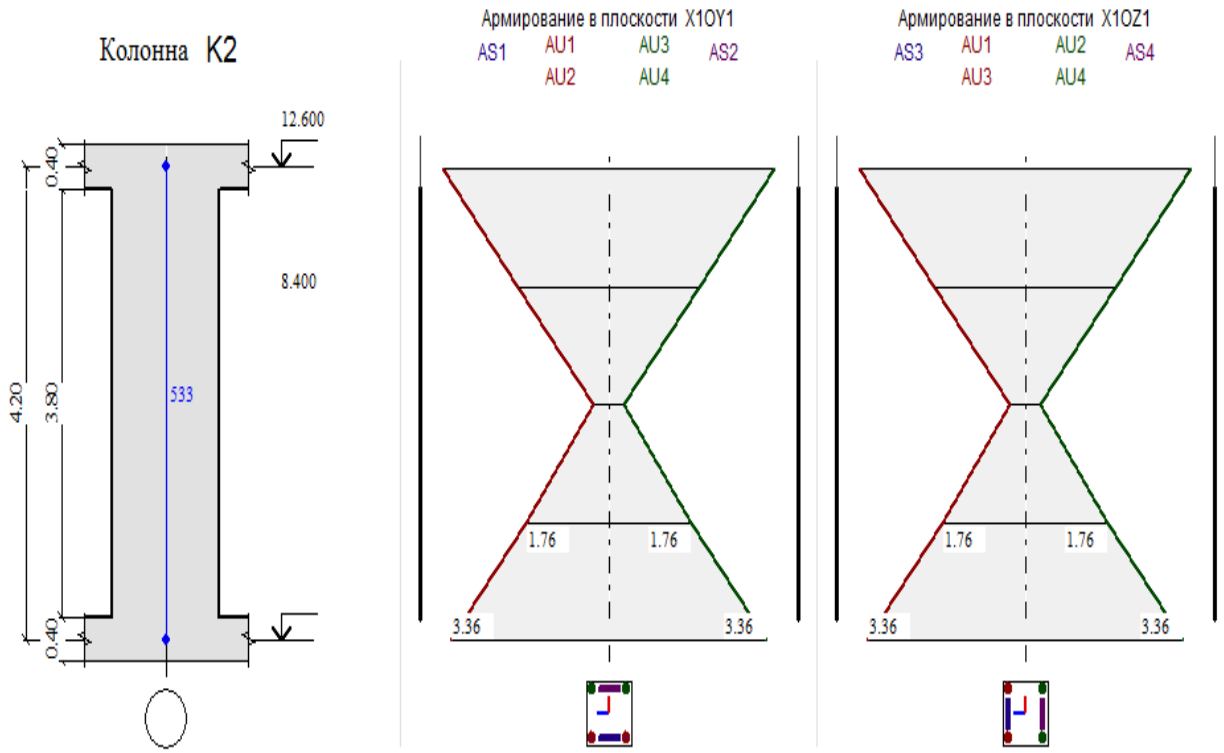 Колонна K2
12.600
0.40
8.400
4.20
3.80
533
0.40
Армирование в плоскости X1OY1
AS1 AU1 AU3 AS2
AU2 AU4
1.76 1.76
3.36 3.36
Армирование в плоскости X1OZ1
AS3 AU1 AU2 AS4
AU3 AU4
1.76 1.76
3.36 3.36